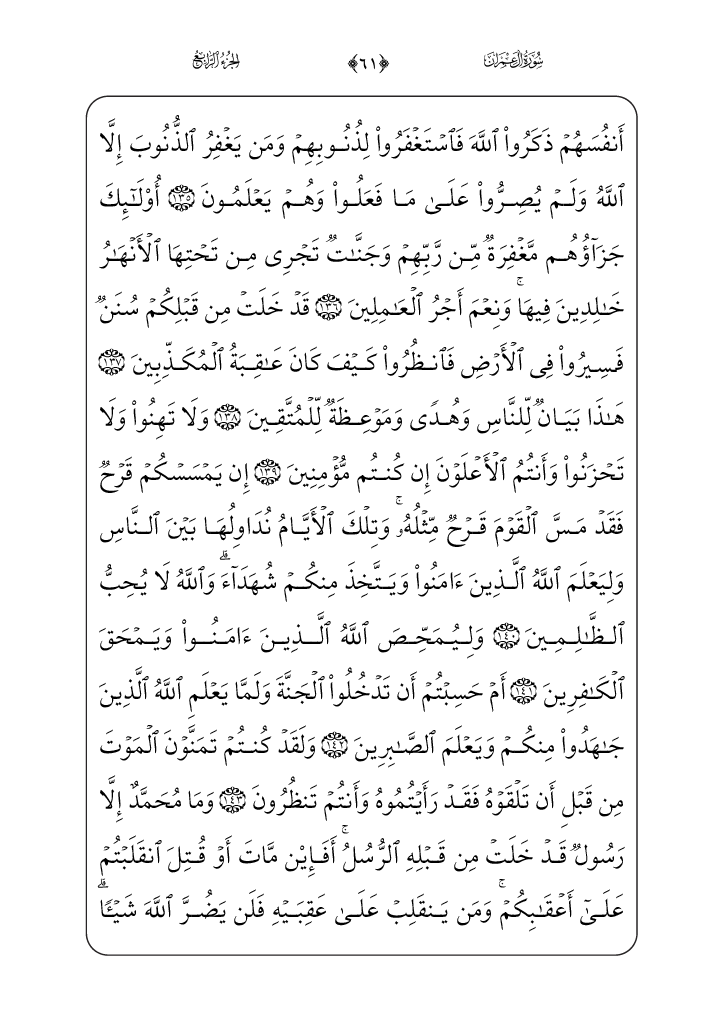 سُورَةُ آلِ عِمْرَانَ ﴿٦١﴾ الجُزْءُ الرَّابِعُ
أَنفُسَهُمۡ ذَكَرُواْ ٱللَّهَ فَٱسۡتَغۡفَرُواْ لِذُنُوبِهِمۡ وَمَن يَغۡفِرُ ٱلذُّنُوبَ إِلَّا
ٱللَّهُ وَلَمۡ يُصِرُّواْ عَلَىٰ مَا فَعَلُواْ وَهُمۡ يَعۡلَمُونَ ١٣٥ أُوْلَٰٓئِكَ
جَزَآؤُهُم مَّغۡفِرَةٞ مِّن رَّبِّهِمۡ وَجَنَّٰتٞ تَجۡرِي مِن تَحۡتِهَا ٱلۡأَنۡهَٰرُ
خَٰلِدِينَ فِيهَاۚ وَنِعۡمَ أَجۡرُ ٱلۡعَٰمِلِينَ ١٣٦ قَدۡ خَلَتۡ مِن قَبۡلِكُمۡ سُنَنٞ
فَسِيرُواْ فِي ٱلۡأَرۡضِ فَٱنظُرُواْ كَيۡفَ كَانَ عَٰقِبَةُ ٱلۡمُكَذِّبِينَ ١٣٧
هَٰذَا بَيَانٞ لِّلنَّاسِ وَهُدٗى وَمَوۡعِظَةٞ لِّلۡمُتَّقِينَ ١٣٨ وَلَا تَهِنُواْ وَلَا
تَحۡزَنُواْ وَأَنتُمُ ٱلۡأَعۡلَوۡنَ إِن كُنتُم مُّؤۡمِنِينَ ١٣٩ إِن يَمۡسَسۡكُمۡ قَرۡحٞ
فَقَدۡ مَسَّ ٱلۡقَوۡمَ قَرۡحٞ مِّثۡلُهُۥۚ وَتِلۡكَ ٱلۡأَيَّامُ نُدَاوِلُهَا بَيۡنَ ٱلنَّاسِ
وَلِيَعۡلَمَ ٱللَّهُ ٱلَّذِينَ ءَامَنُواْ وَيَتَّخِذَ مِنكُمۡ شُهَدَآءَۗ وَٱللَّهُ لَا يُحِبُّ
ٱلظَّٰلِمِينَ ١٤٠ وَلِيُمَحِّصَ ٱللَّهُ ٱلَّذِينَ ءَامَنُواْ وَيَمۡحَقَ
ٱلۡكَٰفِرِينَ ١٤١ أَمۡ حَسِبۡتُمۡ أَن تَدۡخُلُواْ ٱلۡجَنَّةَ وَلَمَّا يَعۡلَمِ ٱللَّهُ ٱلَّذِينَ
جَٰهَدُواْ مِنكُمۡ وَيَعۡلَمَ ٱلصَّٰبِرِينَ ١٤٢ وَلَقَدۡ كُنتُمۡ تَمَنَّوۡنَ ٱلۡمَوۡتَ
مِن قَبۡلِ أَن تَلۡقَوۡهُ فَقَدۡ رَأَيۡتُمُوهُ وَأَنتُمۡ تَنظُرُونَ ١٤٣ وَمَا مُحَمَّدٌ إِلَّا
رَسُولٞ قَدۡ خَلَتۡ مِن قَبۡلِهِ ٱلرُّسُلُۚ أَفَإِيْن مَّاتَ أَوۡ قُتِلَ ٱنقَلَبۡتُمۡ
عَلَىٰٓ أَعۡقَٰبِكُمۡۚ وَمَن يَنقَلِبۡ عَلَىٰ عَقِبَيۡهِ فَلَن يَضُرَّ ٱللَّهَ شَيۡـٔٗاۗ